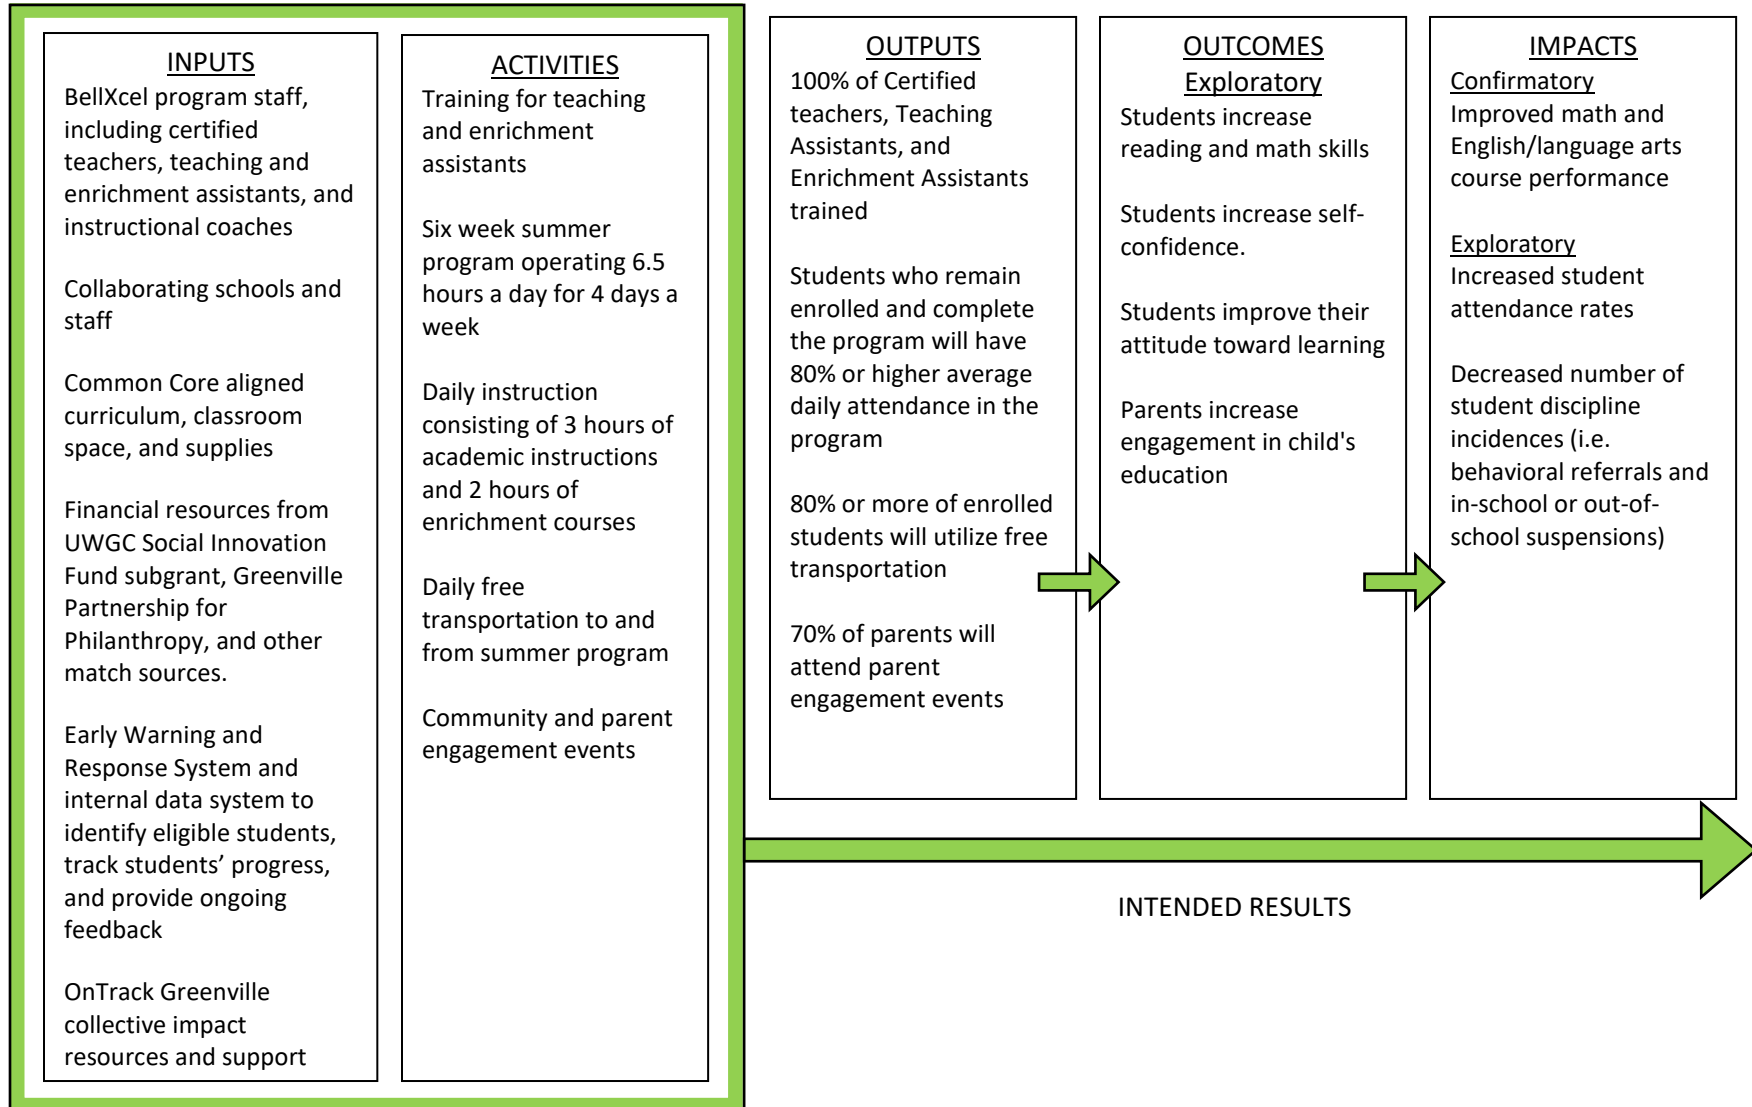 INPUTS
BellXcel program staff,
including certified
teachers, teaching and
enrichment assistants, and
instructional coaches
Collaborating schools and
staff
Common Core aligned
curriculum, classroom
space, and supplies
Financial resources from
UWGC Social Innovation
Fund subgrant, Greenville
Partnership for
Philanthropy, and other
match sources.
Early Warning and
Response System and
internal data system to
identify eligible students,
track students’ progress,
and provide ongoing
feedback
OnTrack Greenville
collective impact
resources and support
ACTIVITIES
Training for teaching
and enrichment
assistants
Six week summer
program operating 6.5
hours a day for 4 days a
week
Daily instruction
consisting of 3 hours of
academic instructions
and 2 hours of
enrichment courses
Daily free
transportation to and
from summer program
Community and parent
engagement events
OUTPUTS
100% of Certified
teachers, Teaching
Assistants, and
Enrichment Assistants
trained
Students who remain
enrolled and complete
the program will have
80% or higher average
daily attendance in the
program
80% or more of enrolled
students will utilize free
transportation
70% of parents will
attend parent
engagement events
OUTCOMES
Exploratory
Students increase
reading and math skills
Students increase self-
confidence.
Students improve their
attitude toward learning
Parents increase
engagement in child's
education
IMPACTS
Confirmatory
Improved math and
English/language arts
course performance
Exploratory
Increased student
attendance rates
Decreased number of
student discipline
incidences (i.e.
behavioral referrals and
in-school or out-of-
school suspensions)
INTENDED RESULTS